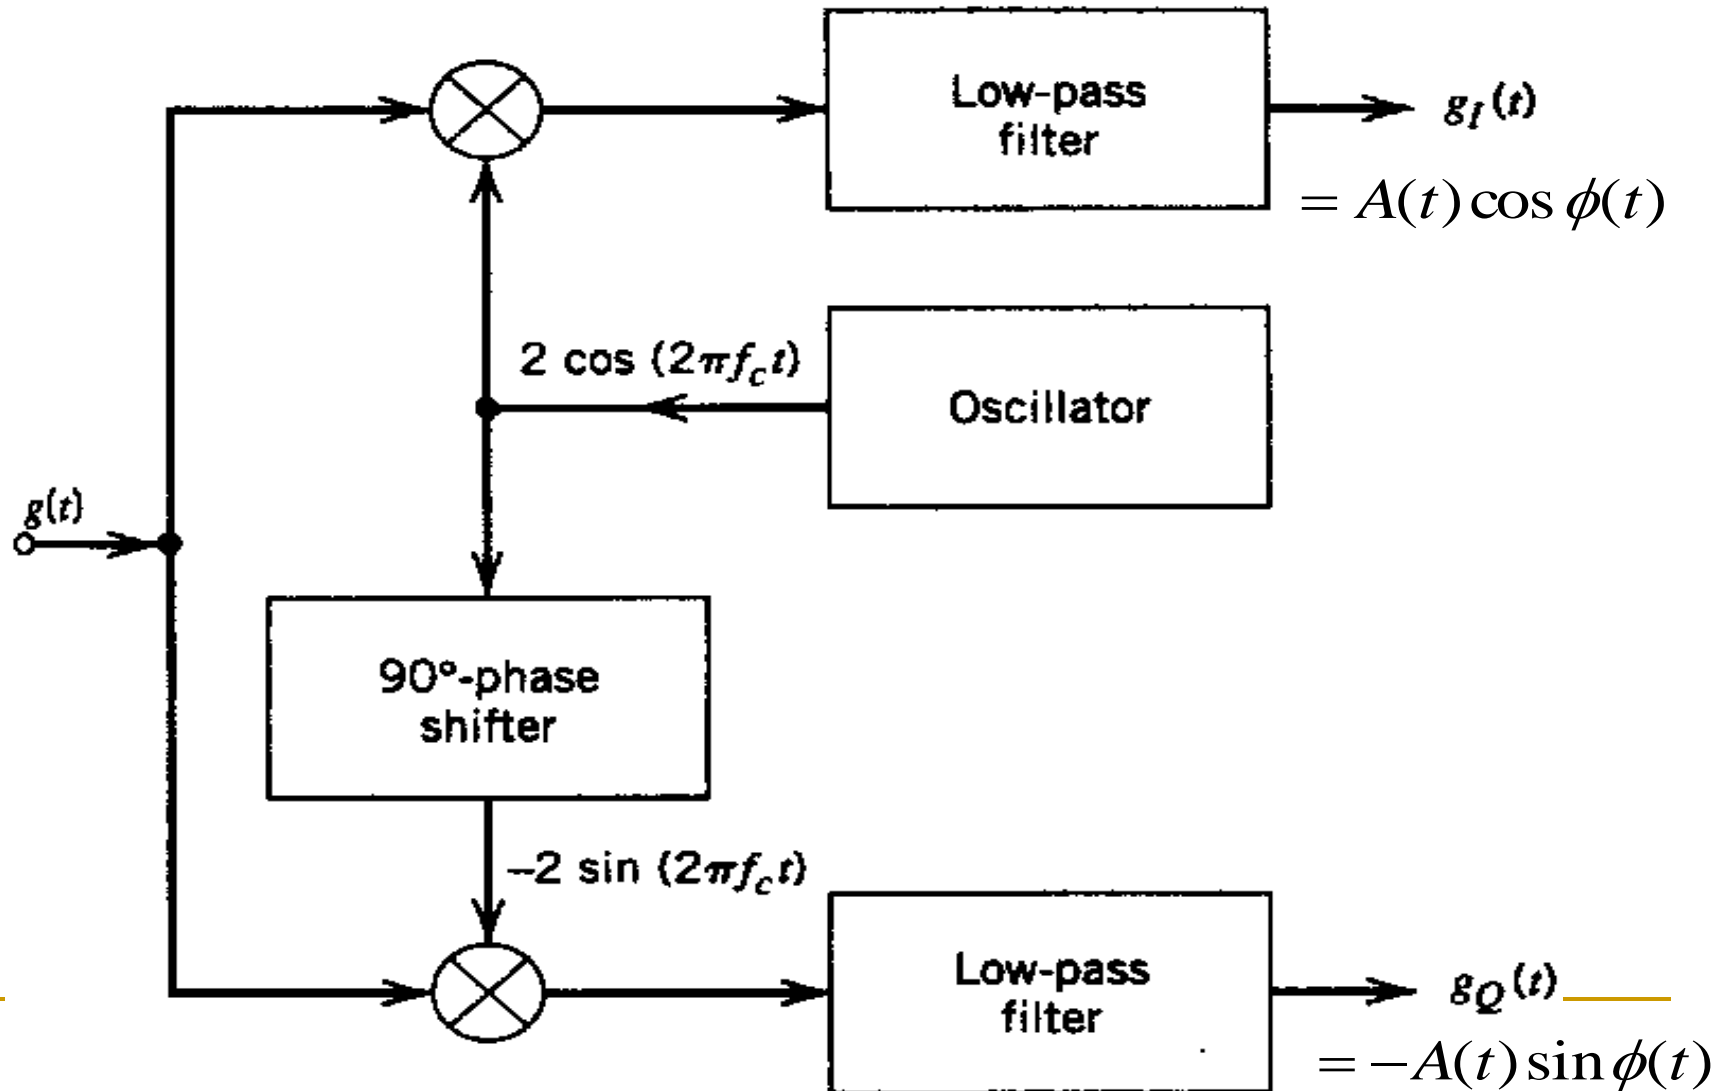 Low-pass
filter
g_I(t)
= A(t) cos ϕ(t)
2 cos (2πf_c t)
Oscillator
g(t)
90°-phase
shifter
–2 sin (2πf_c t)
Low-pass
filter
g_Q(t)
= −A(t) sin ϕ(t)